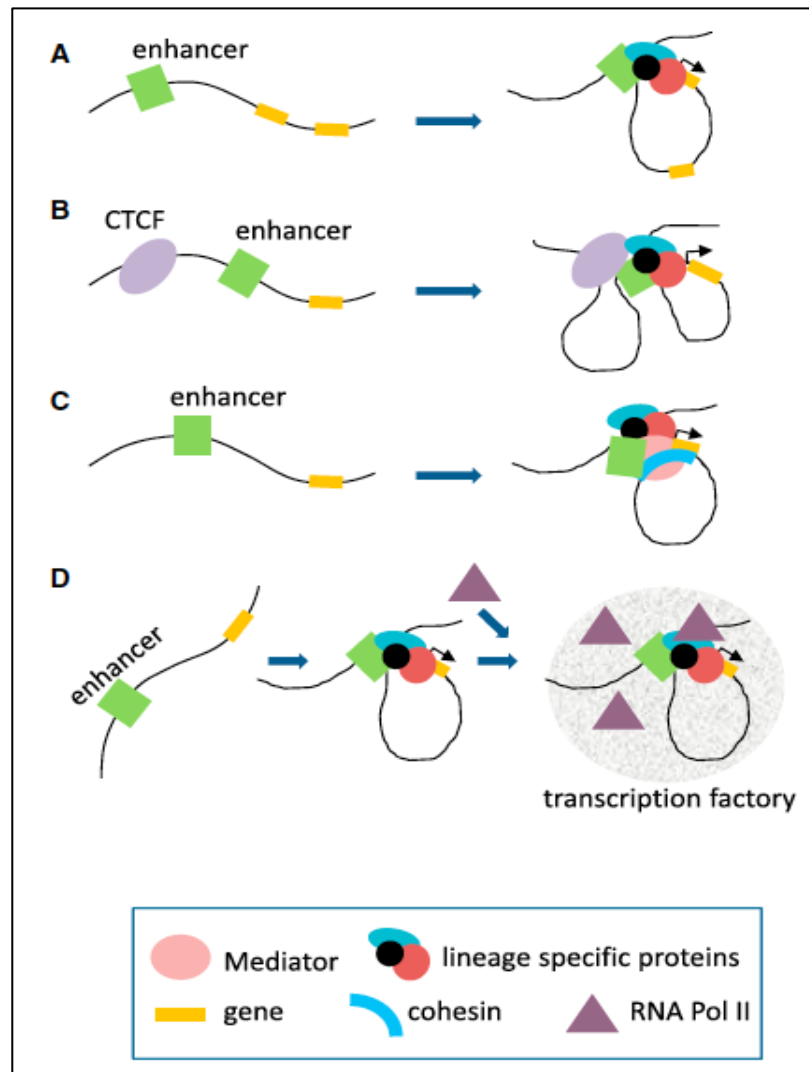 A
enhancer
B
CTCF
enhancer
C
enhancer
D
enhancer
transcription factory
Mediator
lineage specific proteins
gene
cohesin
RNA Pol II